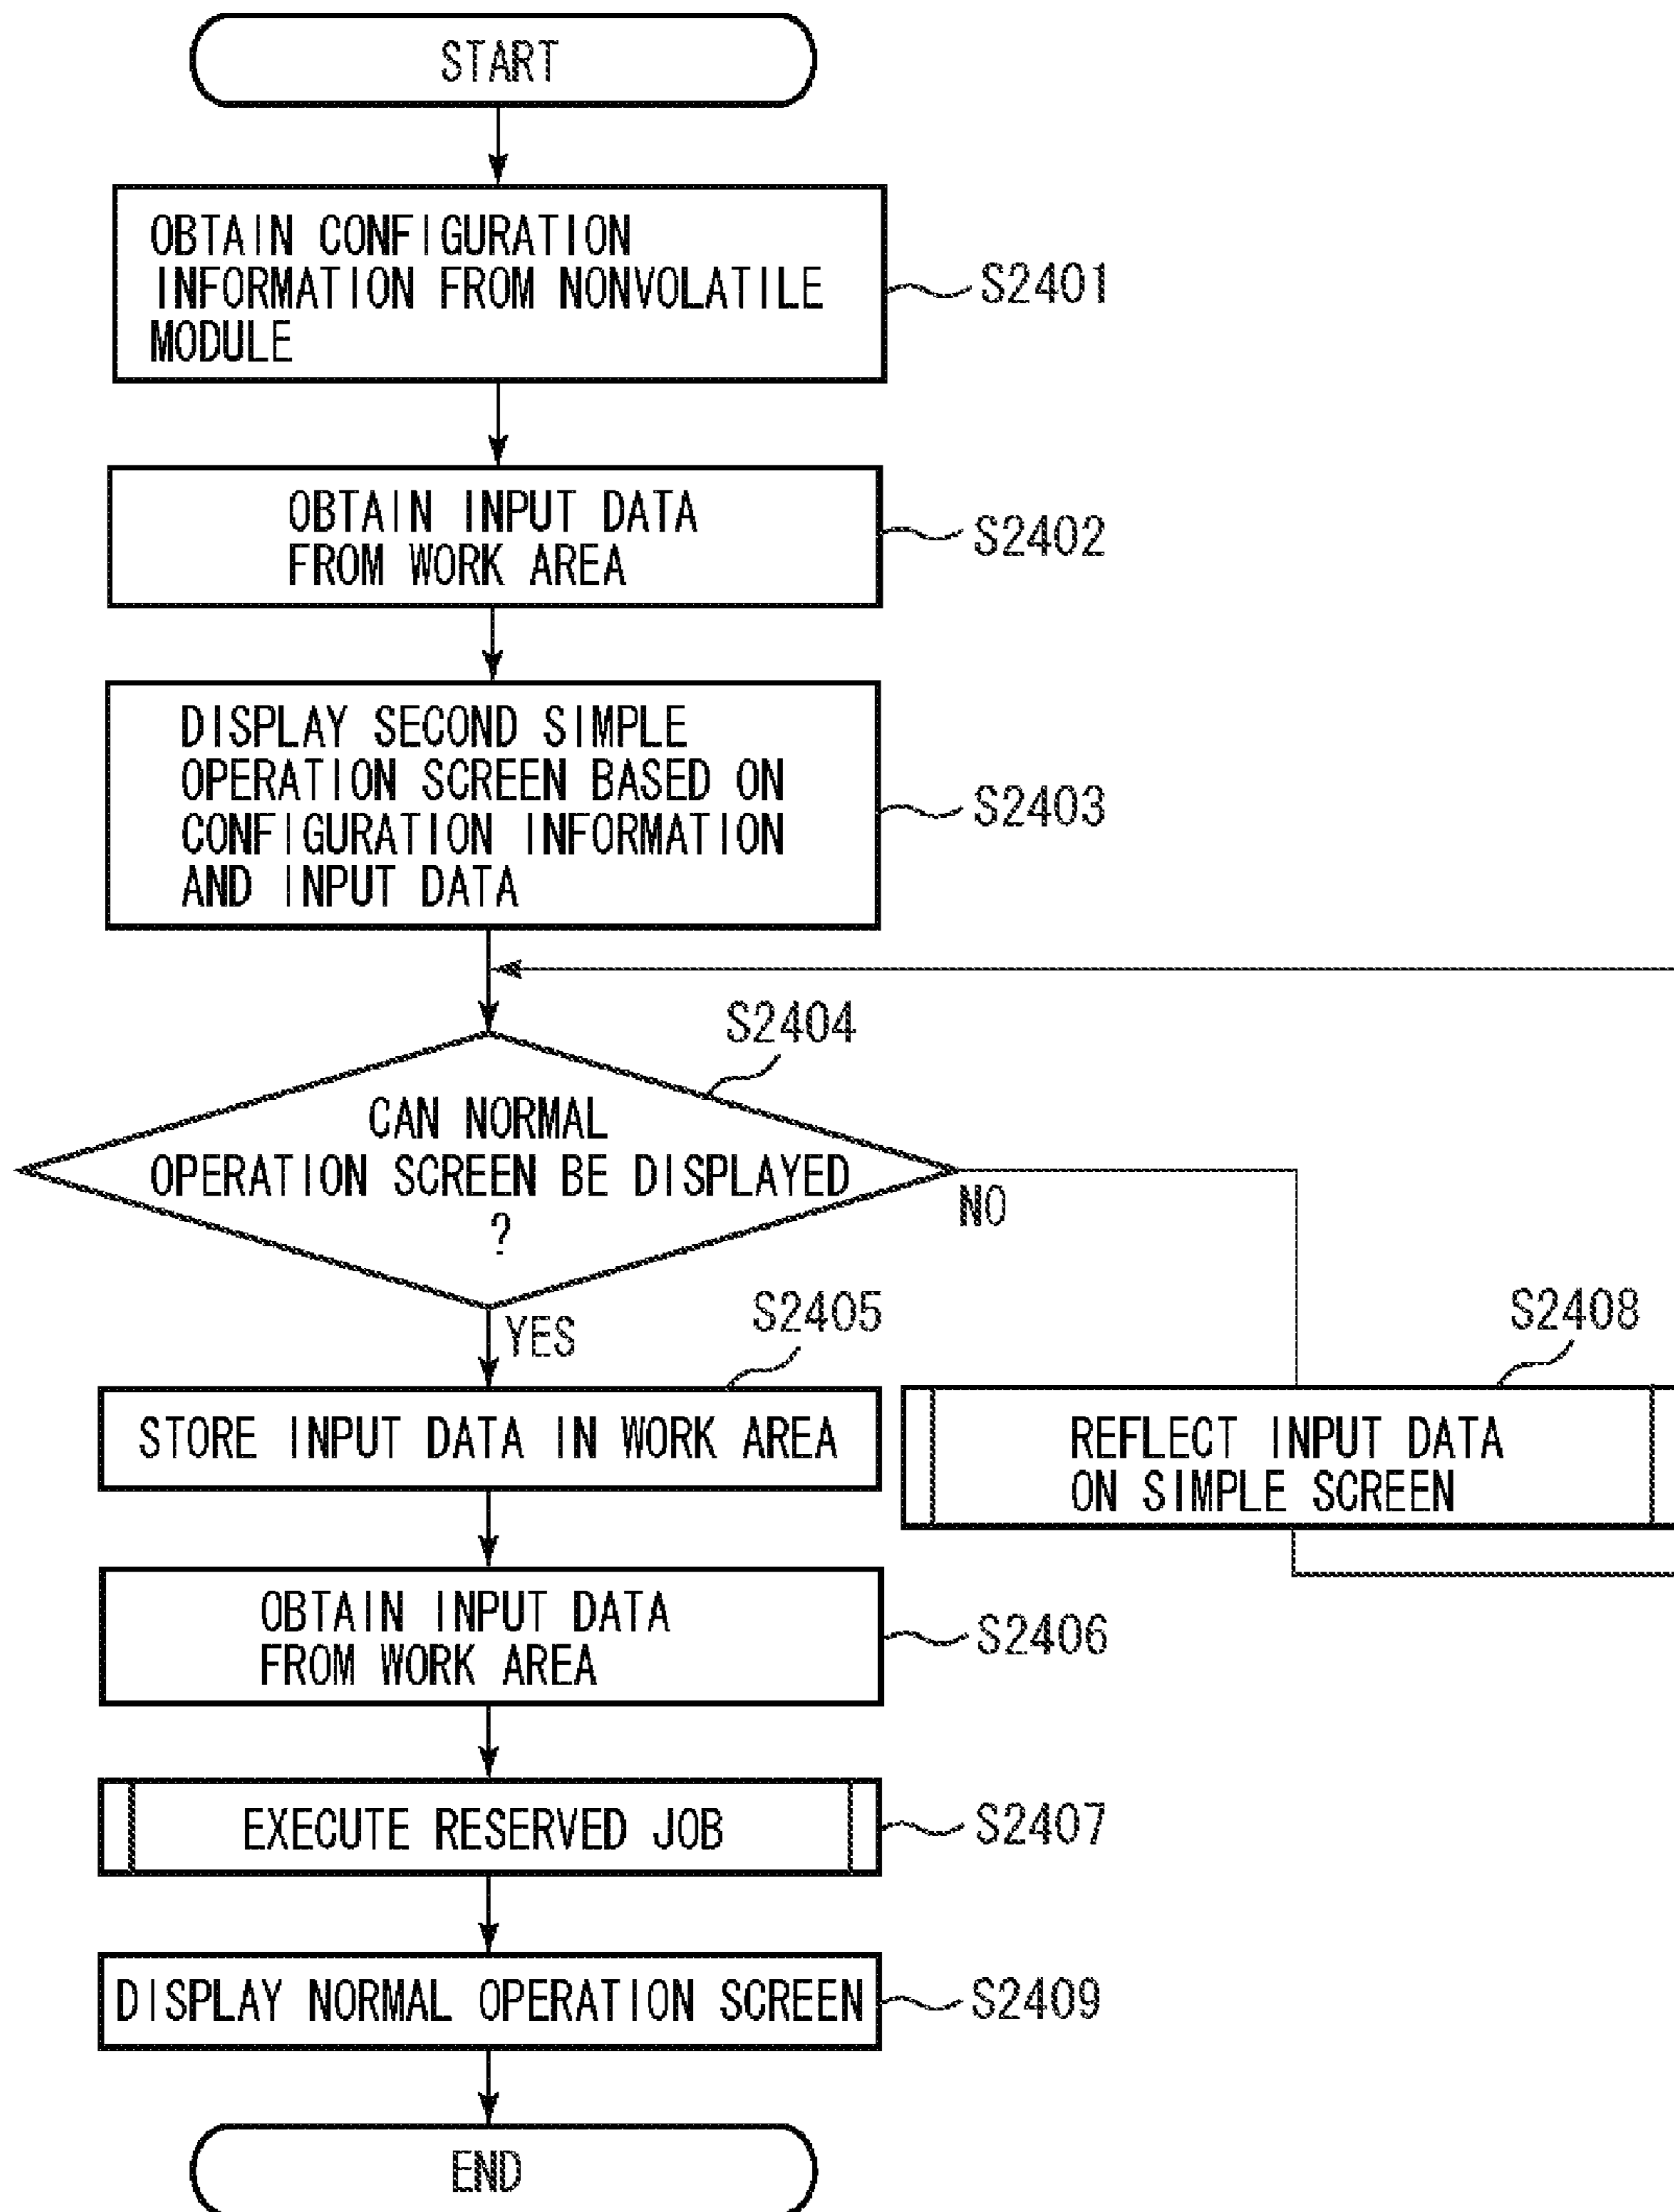 START
OBTAIN CONFIGURATION
INFORMATION FROM NONVOLATILE
MODULE
S2401
OBTAIN INPUT DATA
FROM WORK AREA
S2402
DISPLAY SECOND SIMPLE
OPERATION SCREEN BASED ON
CONFIGURATION INFORMATION
AND INPUT DATA
S2403
S2404
CAN NORMAL
OPERATION SCREEN BE DISPLAYED
?
NO
YES
S2405
STORE INPUT DATA IN WORK AREA
S2408
REFLECT INPUT DATA
ON SIMPLE SCREEN
OBTAIN INPUT DATA
FROM WORK AREA
S2406
EXECUTE RESERVED JOB
S2407
DISPLAY NORMAL OPERATION SCREEN
S2409
END